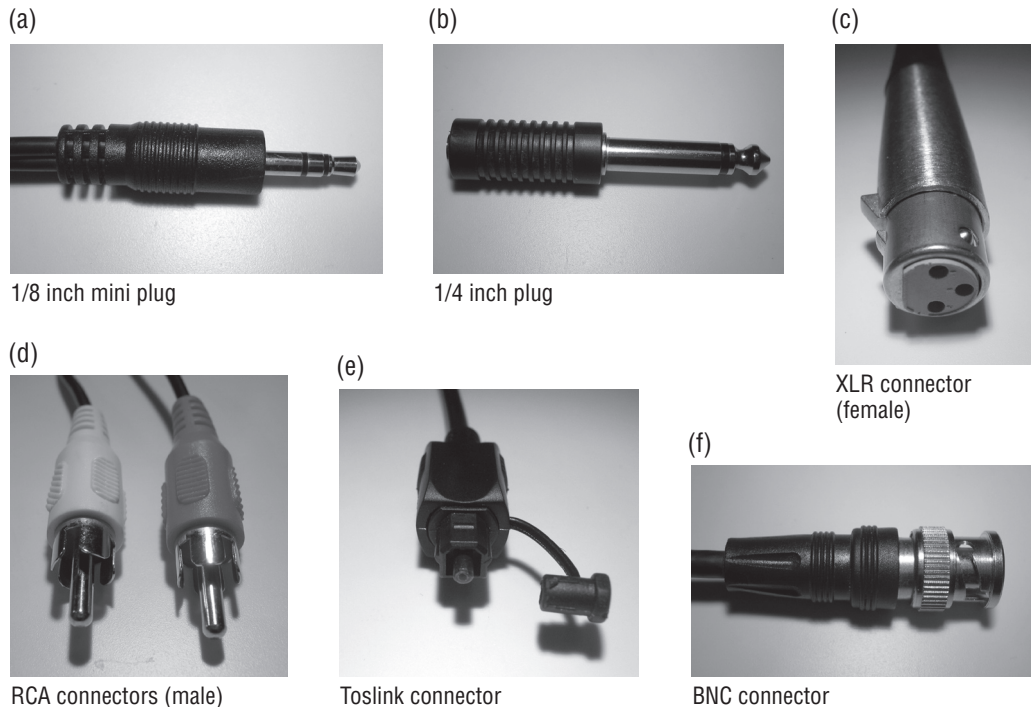 (a)
(b)
(c)
1/8 inch mini plug
1/4 inch plug
XLR connector
(female)
(d)
(e)
(f)
RCA connectors (male)
Toslink connector
BNC connector